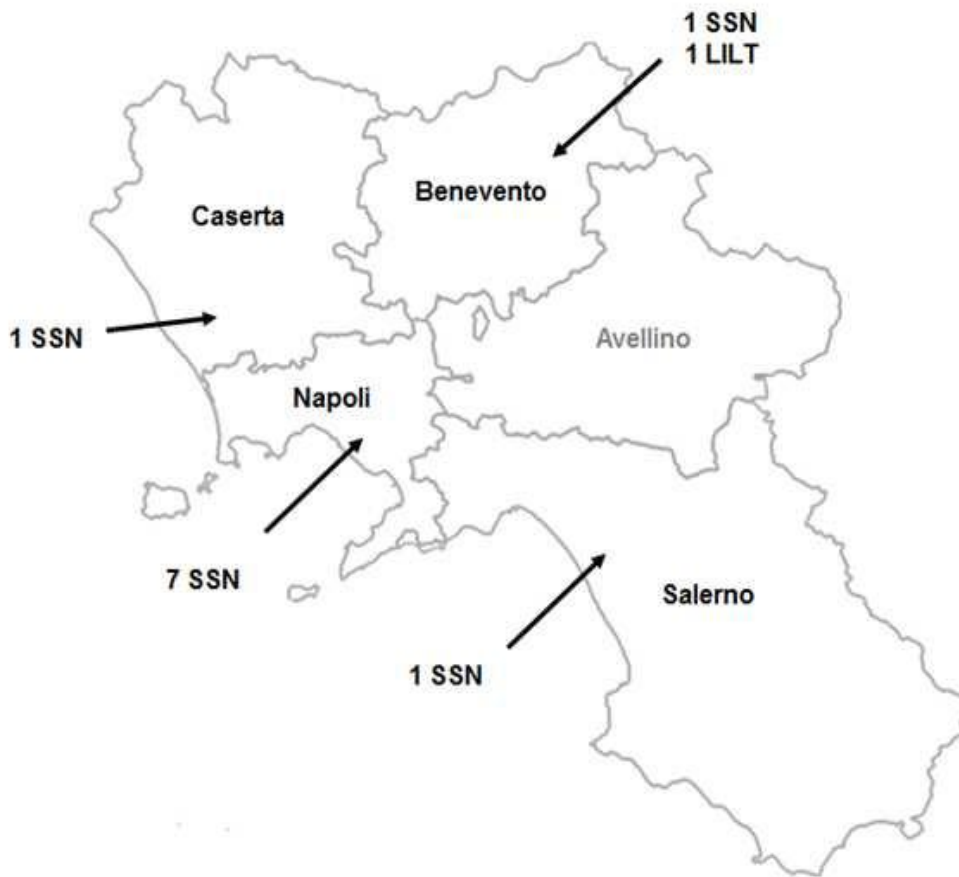 1 SSN
1 LILT
Benevento
Caserta
1 SSN
Avellino
Napoli
7 SSN
Salerno
1 SSN